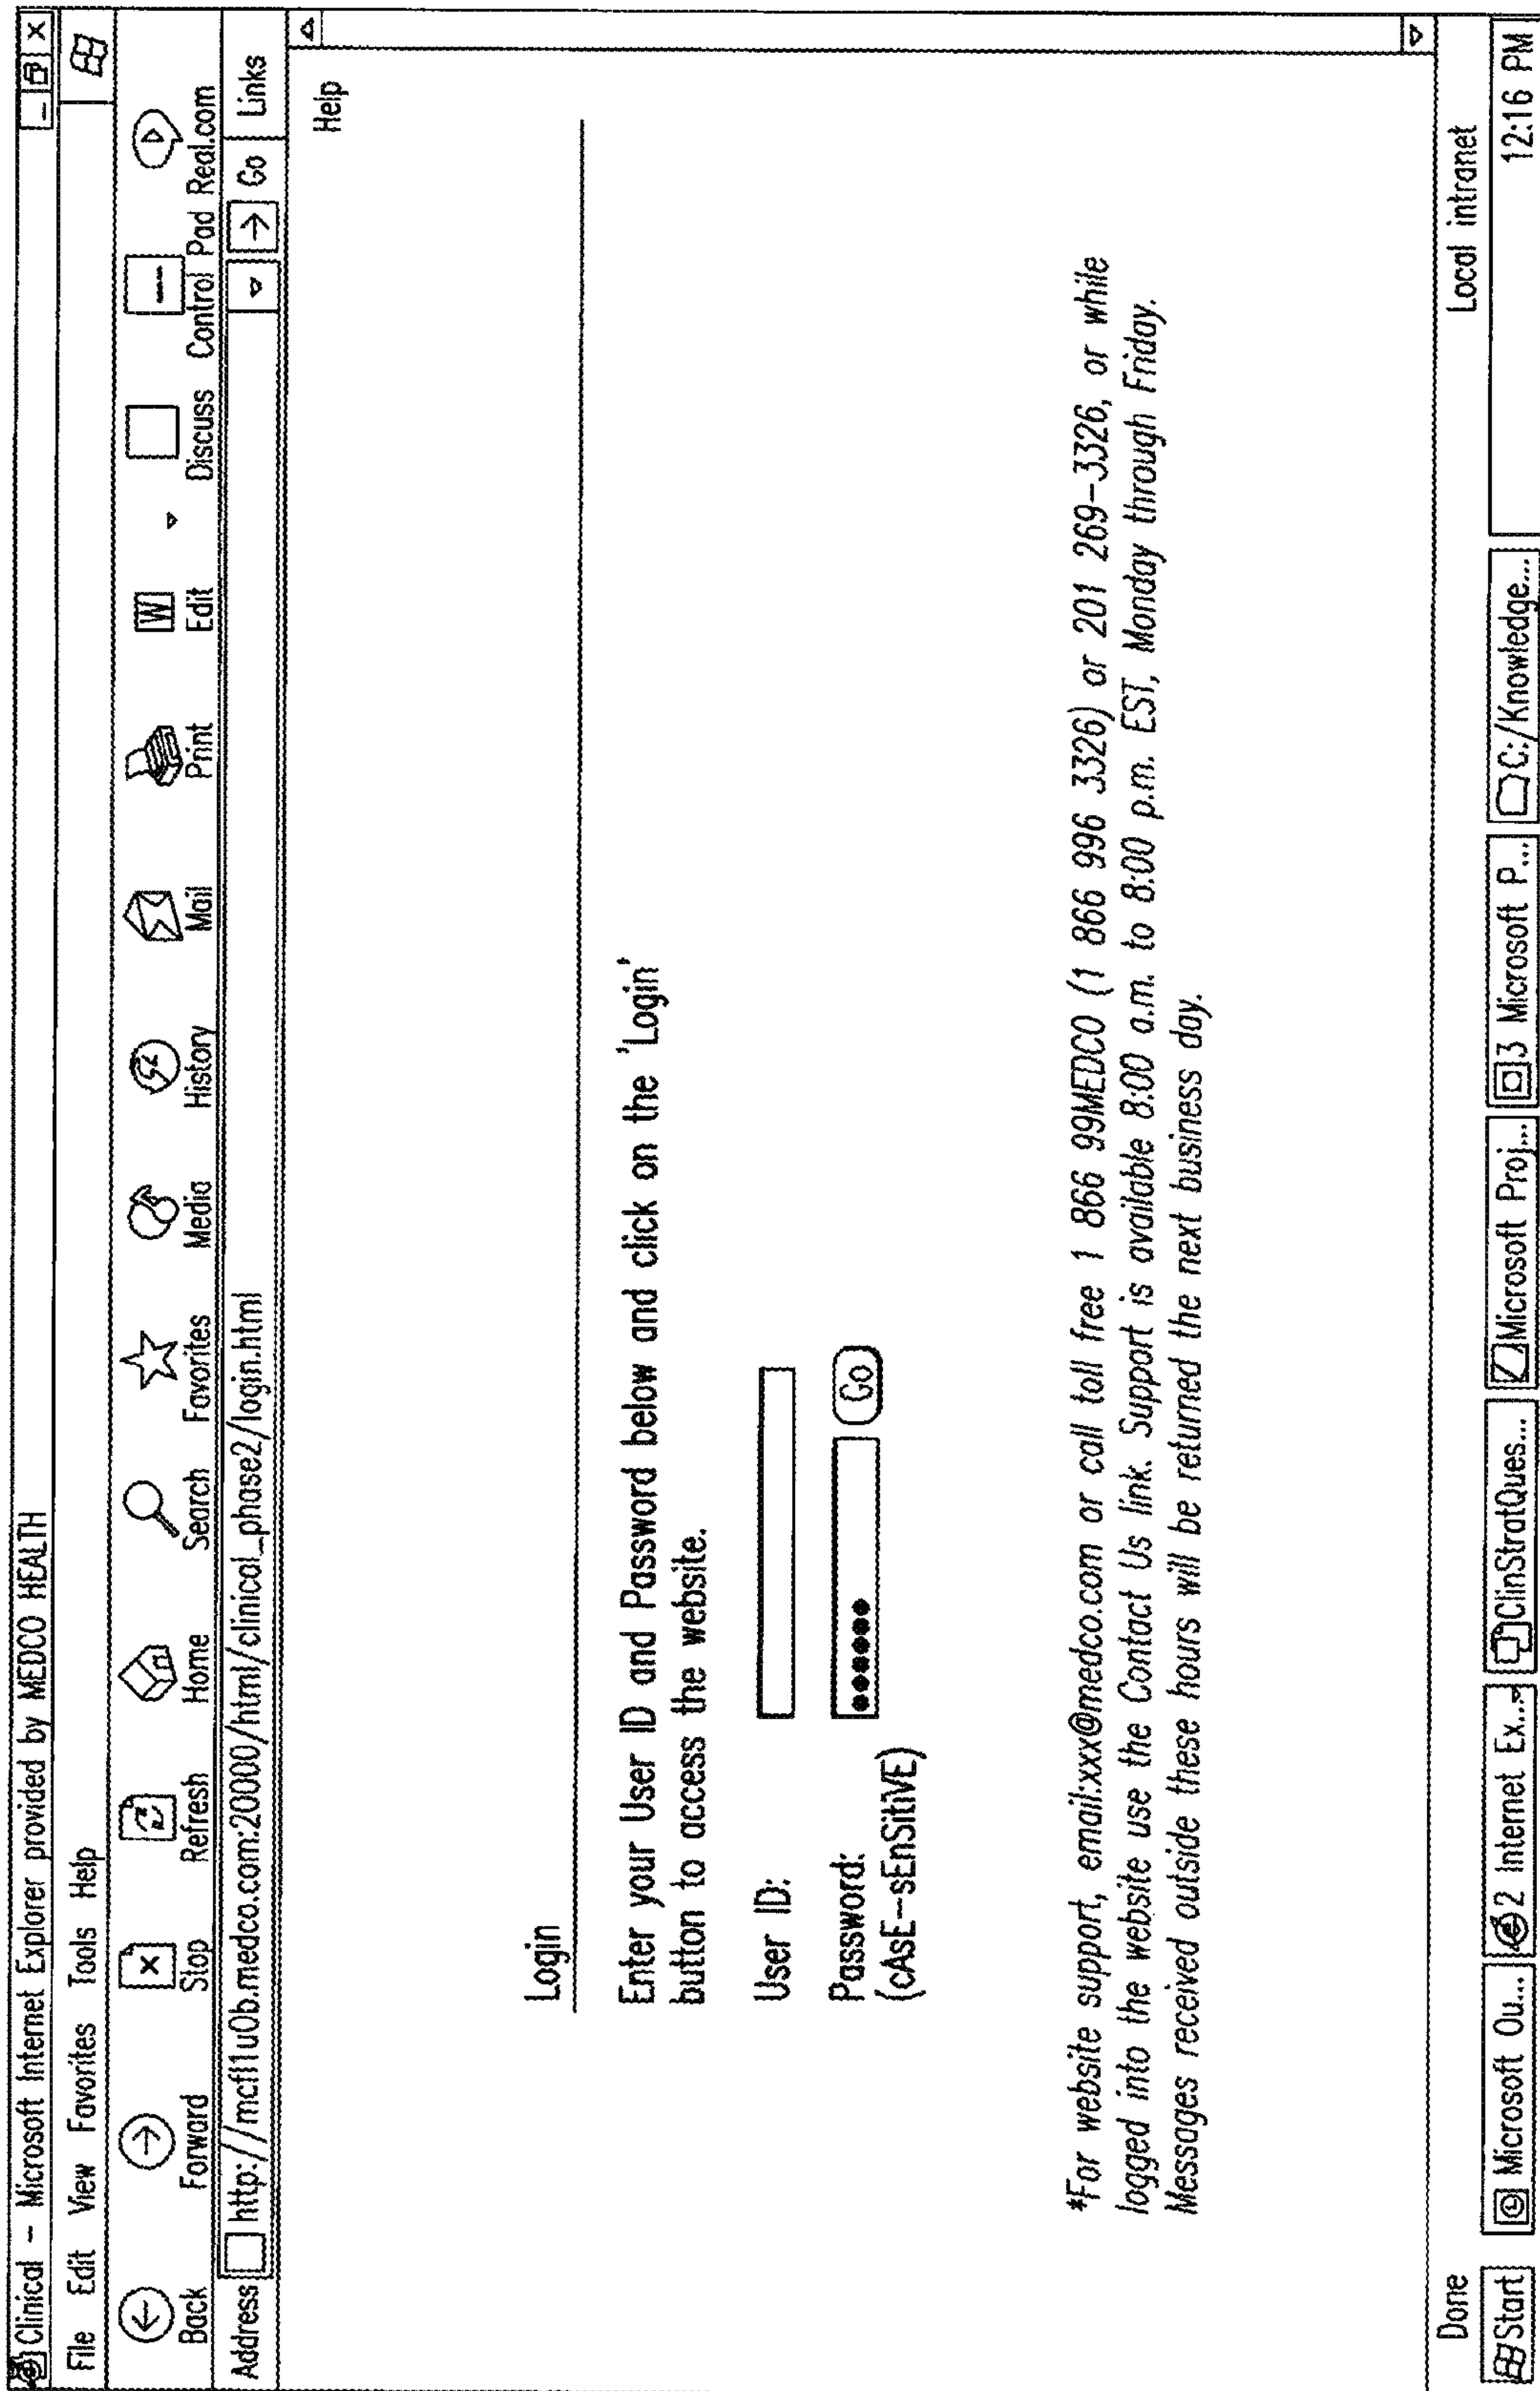 Clinical – Microsoft Internet Explorer provided by MEDCO HEALTH
File Edit View Favorites Tools Help
Back Forward Stop Refresh Home Search Favorites Media History Mail Print Edit Discuss Control Pad Real.com
Address http://mcfl1u0b.medco.com:20000/html/clinical_phase2/login.html Go Links
Help
Login
Enter your User ID and Password below and click on the 'Login'
button to access the website.
User ID:
Password: Go
(cAsE–sEnSitiVE)
*For website support, email:xxx@medco.com or call toll free 1 866 99MEDCO (1 866 996 3326) or 201 269–3326, or while
logged into the website use the Contact Us link. Support is available 8:00 a.m. to 8:00 p.m. EST, Monday through Friday.
Messages received outside these hours will be returned the next business day.
Done Local intranet
Start Microsoft Ou... 2 Internet Ex... ClinStratQues... Microsoft Proj... 3 Microsoft P... C:/Knowledge... 12:16 PM